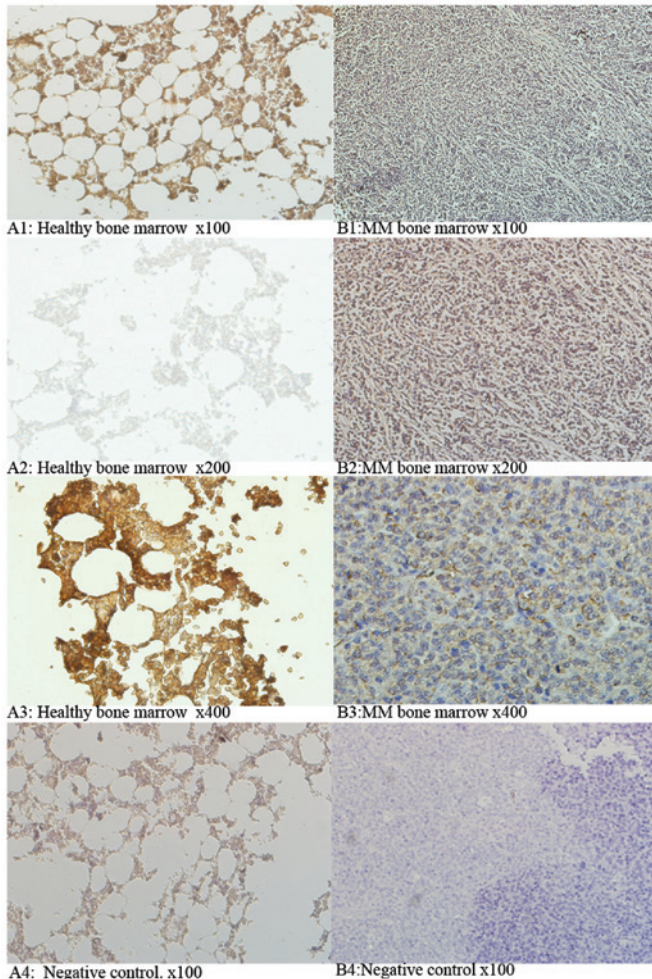 A1: Healthy bone marrow x100
B1:MM bone marrow x100
A2: Healthy bone marrow x200
B2:MM bone marrow x200
A3: Healthy bone marrow x400
B3:MM bone marrow x400
A4: Negative control. x100
B4:Negative control x100